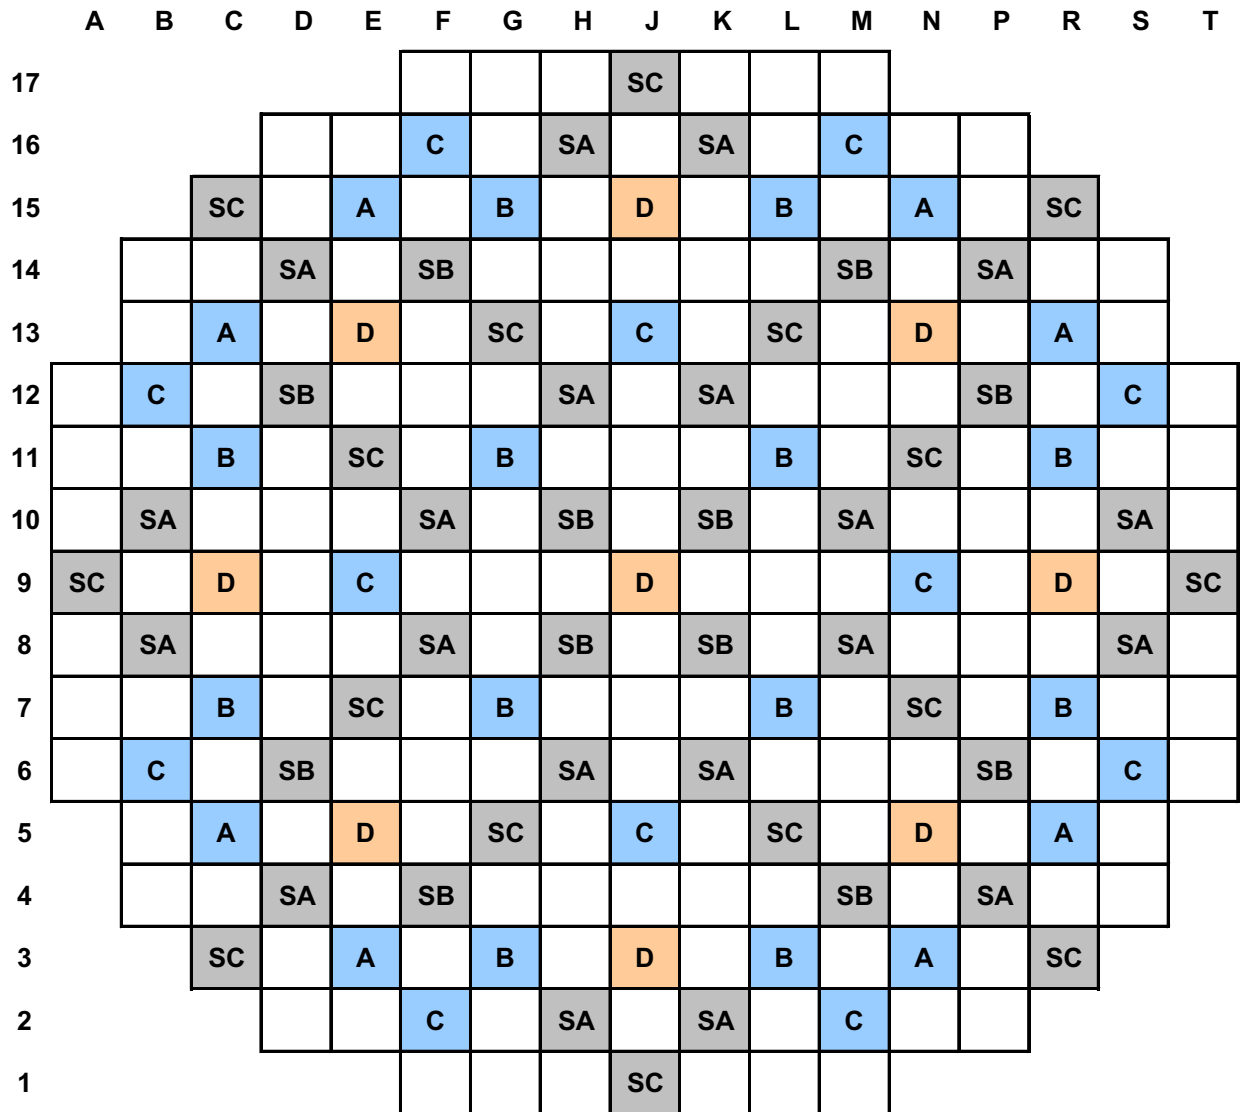 A B C D E F G H J K L M N P R S T
17 SC
16 C SA SA C
15 SC A B D B A SC
14 SA SB SB SA
13 A D SC C SC D A
12 C SB SA SA SB C
11 B SC B B SC B
10 SA SA SB SB SA SA
9 SC D C D C D SC
8 SA SA SB SB SA SA
7 B SC B B SC B
6 C SB SA SA SB C
5 A D SC C SC D A
4 SA SB SB SA
3 SC A B D B A SC
2 C SA SA C
1 SC